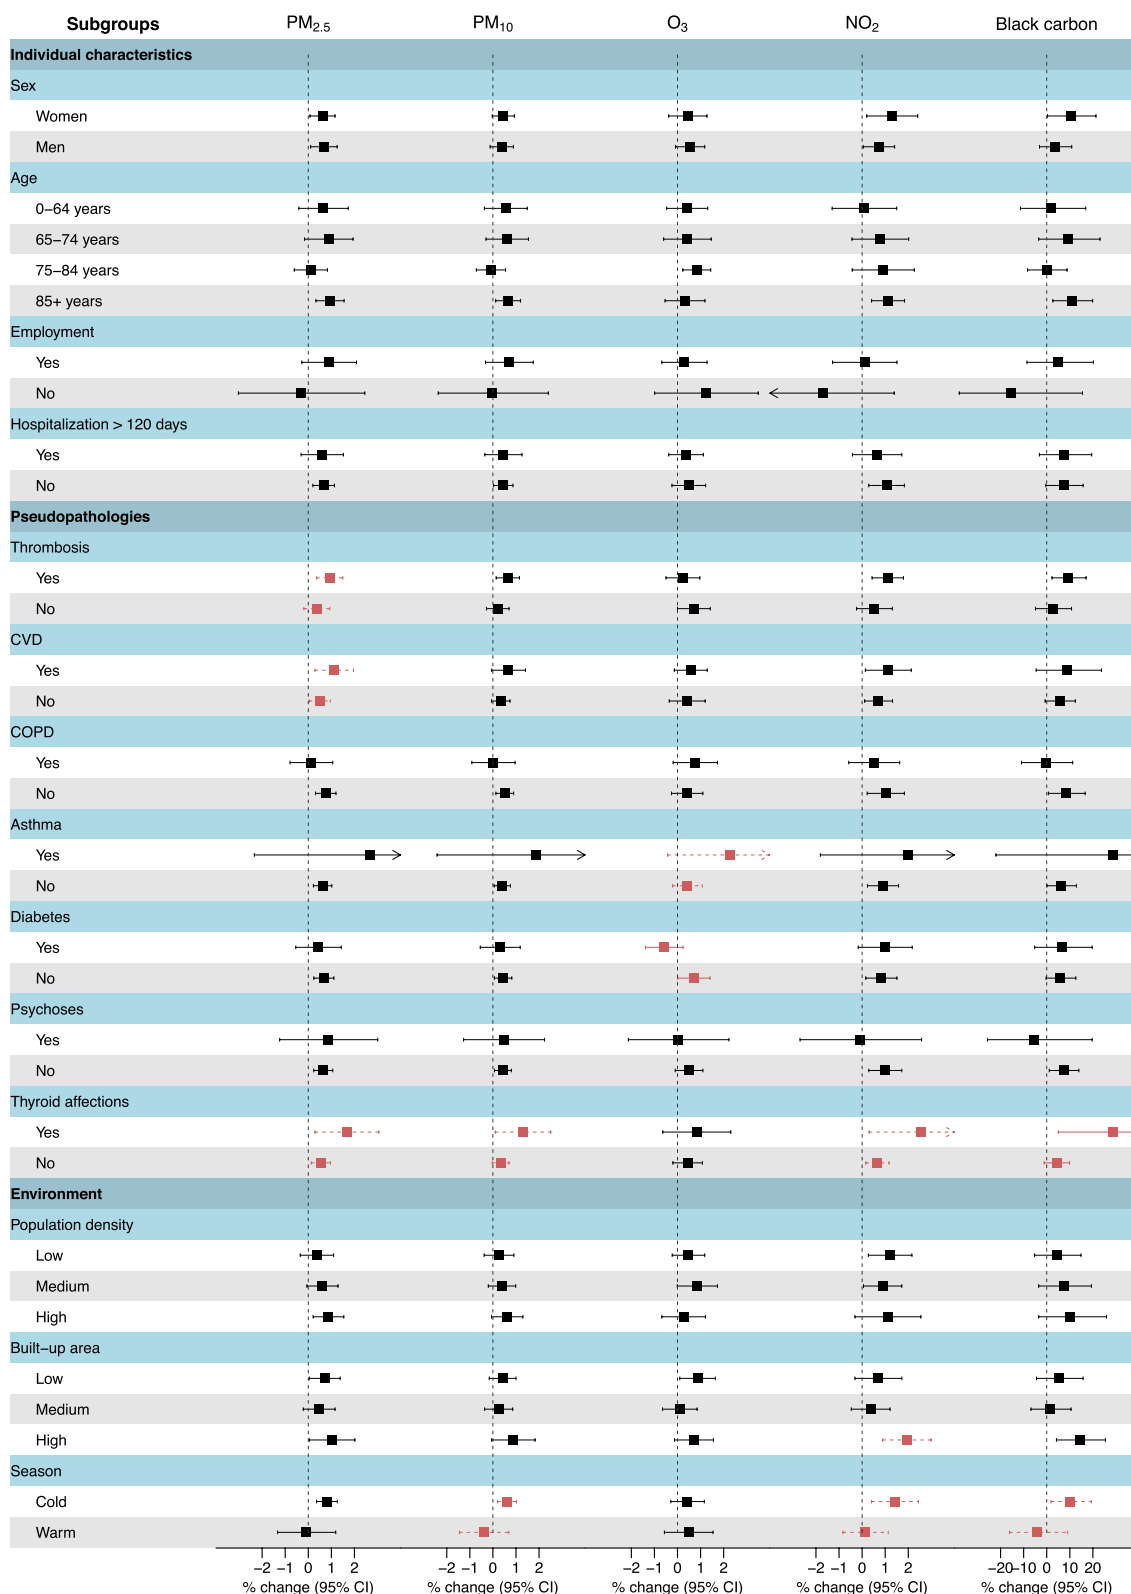 Subgroups PM2.5 PM10 O3 NO2 Black carbon
Individual characteristics
Sex
Women
Men
Age
0−64 years
65−74 years
75−84 years
85+ years
Employment
Yes
No
Hospitalization > 120 days
Yes
No
Pseudopathologies
Thrombosis
Yes
No
CVD
Yes
No
COPD
Yes
No
Asthma
Yes
No
Diabetes
Yes
No
Psychoses
Yes
No
Thyroid affections
Yes
No
Environment
Population density
Low
Medium
High
Built−up area
Low
Medium
High
Season
Cold
Warm
−2 −1 0 1 2 −2 −1 0 1 2 −2 −1 0 1 2 −2 −1 0 1 2 −20 −10 0 10 20
% change (95% CI) % change (95% CI) % change (95% CI) % change (95% CI) % change (95% CI)